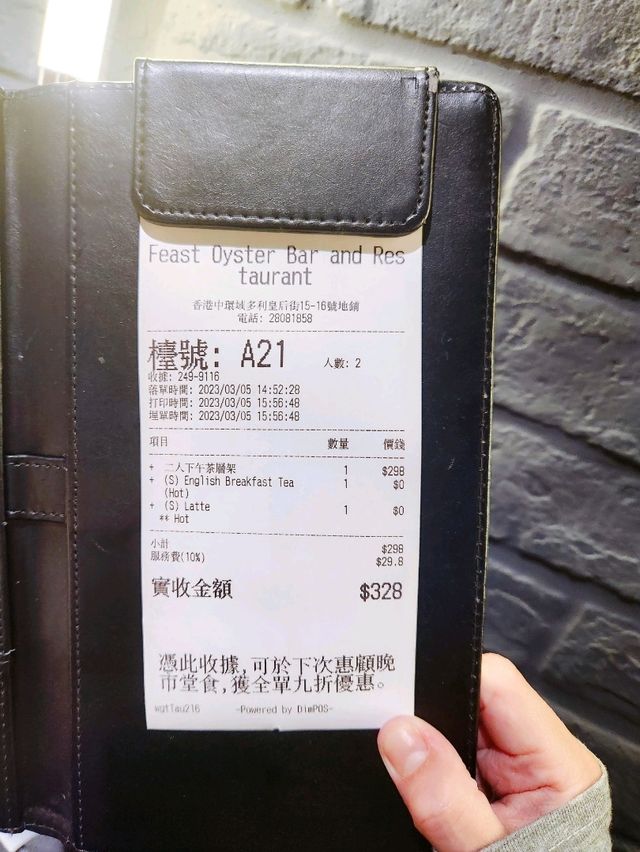 Feast Oyster Bar and Res
taurant
香港中環域多利皇后街15-16號地鋪
電話: 28081858
檯號: A21 人數: 2
收據: 249-9116
落單時間: 2023/03/05 14:52:28
打印時間: 2023/03/05 15:56:48
埋單時間: 2023/03/05 15:56:48
項目 數量 價錢
+ 二人下午茶層架 1 $298
+ (S) English Breakfast Tea 1 $0
(Hot)
+ (S) Latte 1 $0
** Hot
小計 $298
服務費(10%) $29.8
實收金額 $328
憑此收據,可於下次惠顧晚
市堂食,獲全單九折優惠。
wgtTau216 -Powered by DimPOS-